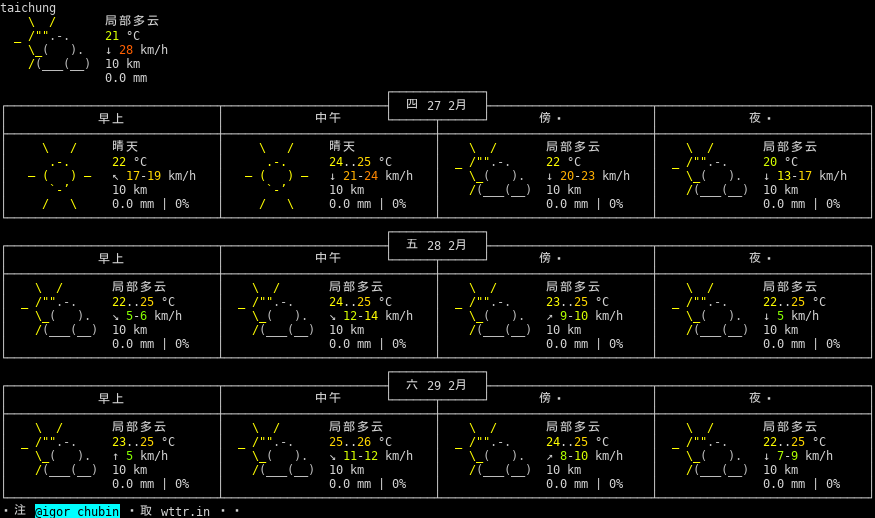 taichung
局部多云
21 °C
↓ 28 km/h
10 km
0.0 mm
四 27 2月
早上 中午 傍· 夜·
晴天 晴天 局部多云 局部多云
22 °C 24..25 °C 22 °C 20 °C
↖ 17-19 km/h ↓ 21-24 km/h ↓ 20-23 km/h ↓ 13-17 km/h
10 km 10 km 10 km 10 km
0.0 mm | 0% 0.0 mm | 0% 0.0 mm | 0% 0.0 mm | 0%
五 28 2月
早上 中午 傍· 夜·
局部多云 局部多云 局部多云 局部多云
22..25 °C 24..25 °C 23..25 °C 22..25 °C
↘ 5-6 km/h ↘ 12-14 km/h ↗ 9-10 km/h ↓ 5 km/h
10 km 10 km 10 km 10 km
0.0 mm | 0% 0.0 mm | 0% 0.0 mm | 0% 0.0 mm | 0%
六 29 2月
早上 中午 傍· 夜·
局部多云 局部多云 局部多云 局部多云
23..25 °C 25..26 °C 24..25 °C 22..25 °C
↑ 5 km/h ↘ 11-12 km/h ↗ 8-10 km/h ↓ 7-9 km/h
10 km 10 km 10 km 10 km
0.0 mm | 0% 0.0 mm | 0% 0.0 mm | 0% 0.0 mm | 0%
·注 @igor_chubin ·取 wttr.in ··